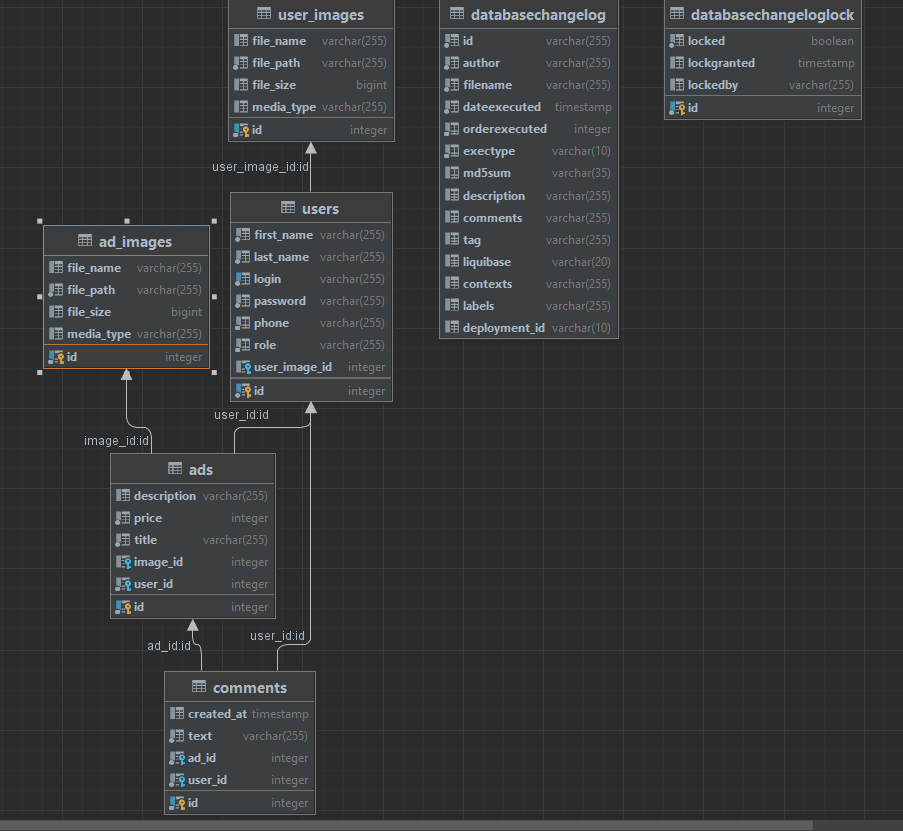 user_images
file_name varchar(255)
file_path varchar(255)
file_size bigint
media_type varchar(255)
id integer
databasechangelog
id varchar(255)
author varchar(255)
filename varchar(255)
dateexecuted timestamp
orderexecuted integer
exectype varchar(10)
md5sum varchar(35)
description varchar(255)
comments varchar(255)
tag varchar(255)
liquibase varchar(20)
contexts varchar(255)
labels varchar(255)
deployment_id varchar(10)
databasechangeloglock
locked boolean
lockgranted timestamp
lockedby varchar(255)
id integer
user_image_id:id
users
first_name varchar(255)
last_name varchar(255)
login varchar(255)
password varchar(255)
phone varchar(255)
role varchar(255)
user_image_id integer
id integer
ad_images
file_name varchar(255)
file_path varchar(255)
file_size bigint
media_type varchar(255)
id integer
user_id:id
image_id:id
ads
description varchar(255)
price integer
title varchar(255)
image_id integer
user_id integer
id integer
user_id:id
ad_id:id
comments
created_at timestamp
text varchar(255)
ad_id integer
user_id integer
id integer